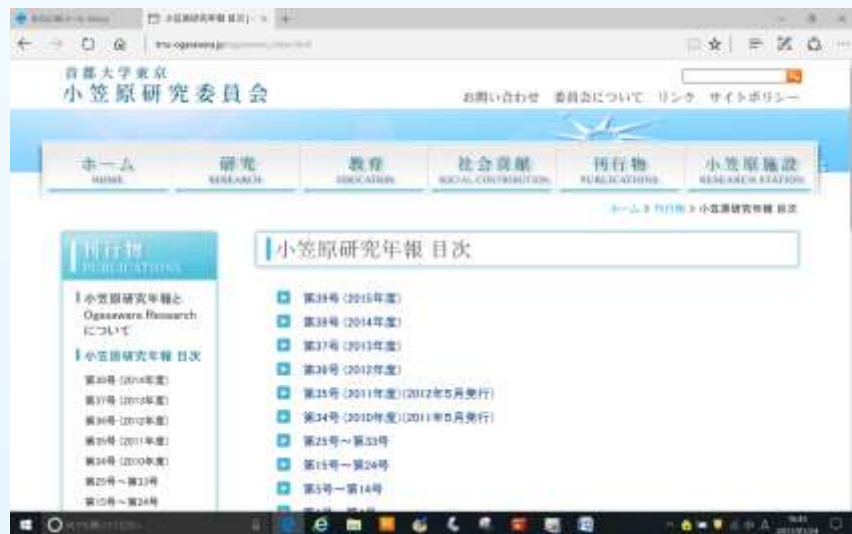 首都大学東京
小笠原研究委員会
お問い合わせ 委員会について リンク サイトポリシー
ホーム 研究 教育 社会貢献 刊行物 小笠原施設
HOME RESEARCH EDUCATION SOCIAL CONTRIBUTION PUBLICATIONS RESEARCH STATION
ホーム > 刊行物 > 小笠原研究年報 目次
刊行物
PUBLICATIONS
小笠原研究年報と
Ogasawara Research
について
小笠原研究年報 目次
第37号 (2013年度)
第36号 (2012年度)
第35号 (2011年度)
第34号 (2010年度)
第25号～第33号
第15号～第24号
小笠原研究年報 目次
第39号 (2015年度)
第38号 (2014年度)
第37号 (2013年度)
第36号 (2012年度)
第35号 (2011年度)(2012年5月発行)
第34号 (2010年度)(2011年5月発行)
第25号～第33号
第15号～第24号
第5号～第14号